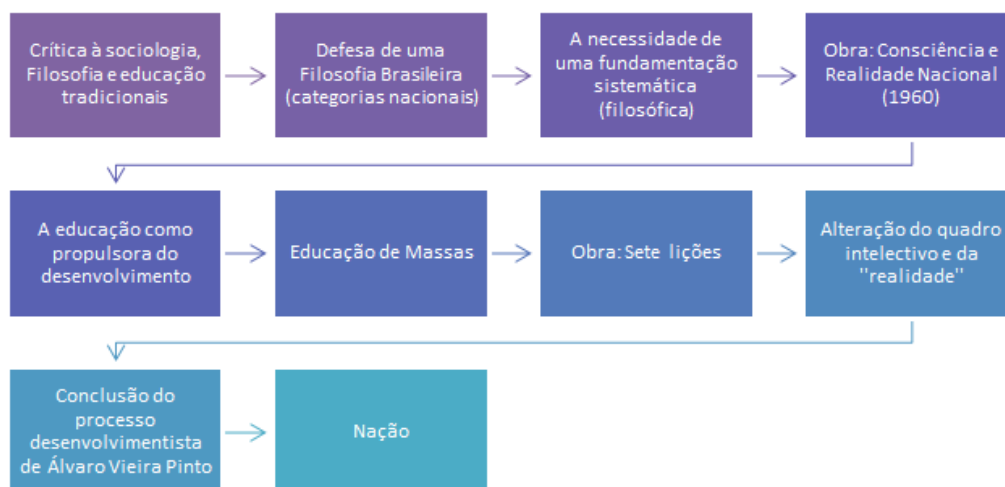 Crítica à sociologia,
Filosofia e educação
tradicionais
Defesa de uma
Filosofia Brasileira
(categorias nacionais)
A necessidade de
uma fundamentação
sistemática
(filosófica)
Obra: Consciência e
Realidade Nacional
(1960)
A educação como
propulsora do
desenvolvimento
Educação de Massas
Obra: Sete lições
Alteração do quadro
intelectivo e da
"realidade"
Conclusão do
processo
desenvolvimentista
de Álvaro Vieira Pinto
Nação